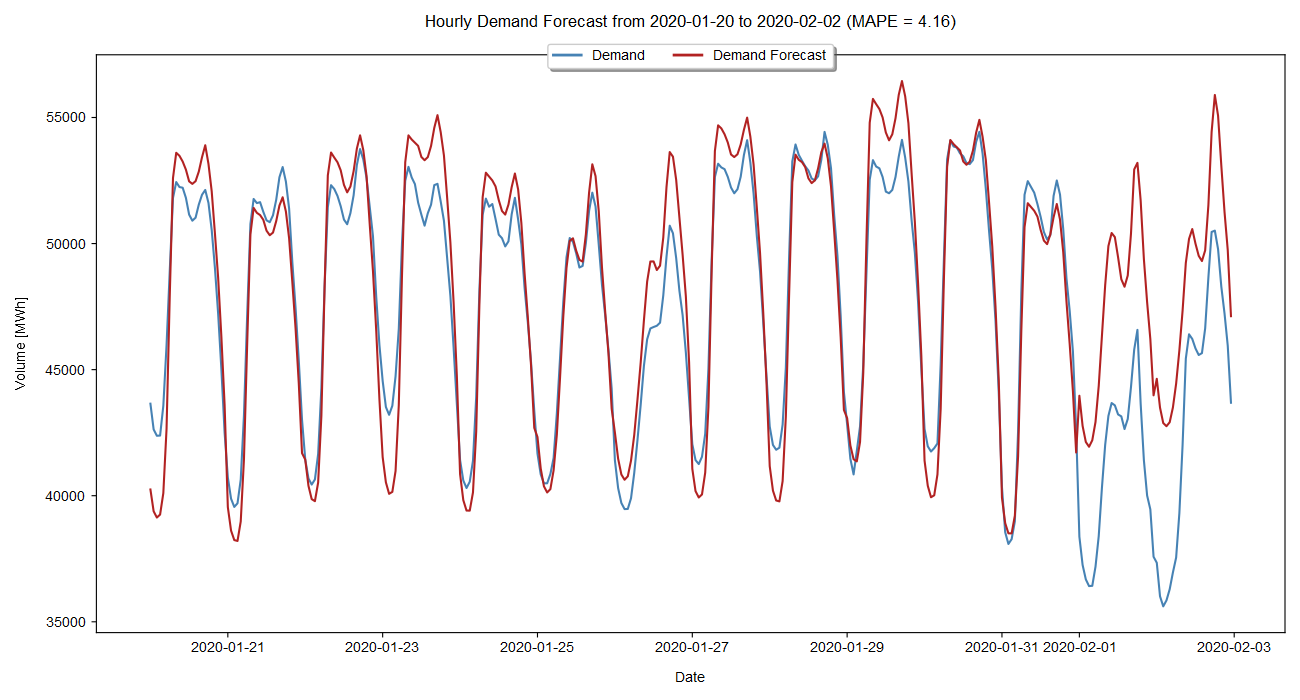 Hourly Demand Forecast from 2020-01-20 to 2020-02-02 (MAPE = 4.16)
Demand Demand Forecast
Volume [MWh]
55000
50000
45000
40000
35000
2020-01-21 2020-01-23 2020-01-25 2020-01-27 2020-01-29 2020-01-31 2020-02-01 2020-02-03
Date